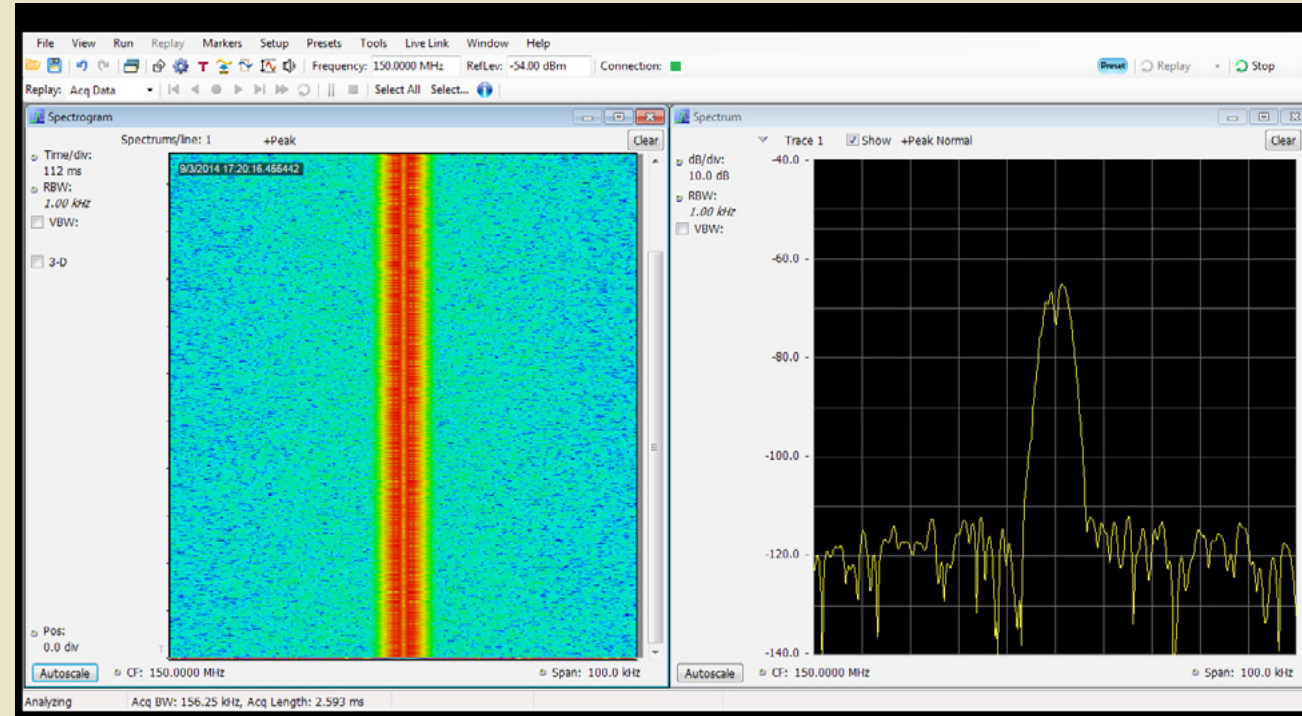 File View Run Replay Markers Setup Presets Tools Live Link Window Help
T Frequency: 150.0000 MHz RefLev: -54.00 dBm Connection: Preset Replay Stop
Replay: Acq Data Select All Select...
Spectrogram
Spectrums/line: 1 +Peak Clear
Time/div:
112 ms
RBW:
1.00 kHz
VBW:
3-D
9/3/2014 17:20:16.466442
Pos:
0.0 div
T
Autoscale CF: 150.0000 MHz Span: 100.0 kHz
Spectrum
Trace 1 Show +Peak Normal Clear
dB/div:
10.0 dB
RBW:
1.00 kHz
VBW:
-40.0
-60.0
-80.0
-100.0
-120.0
-140.0
Autoscale CF: 150.0000 MHz Span: 100.0 kHz
Analyzing Acq BW: 156.25 kHz, Acq Length: 2.593 ms